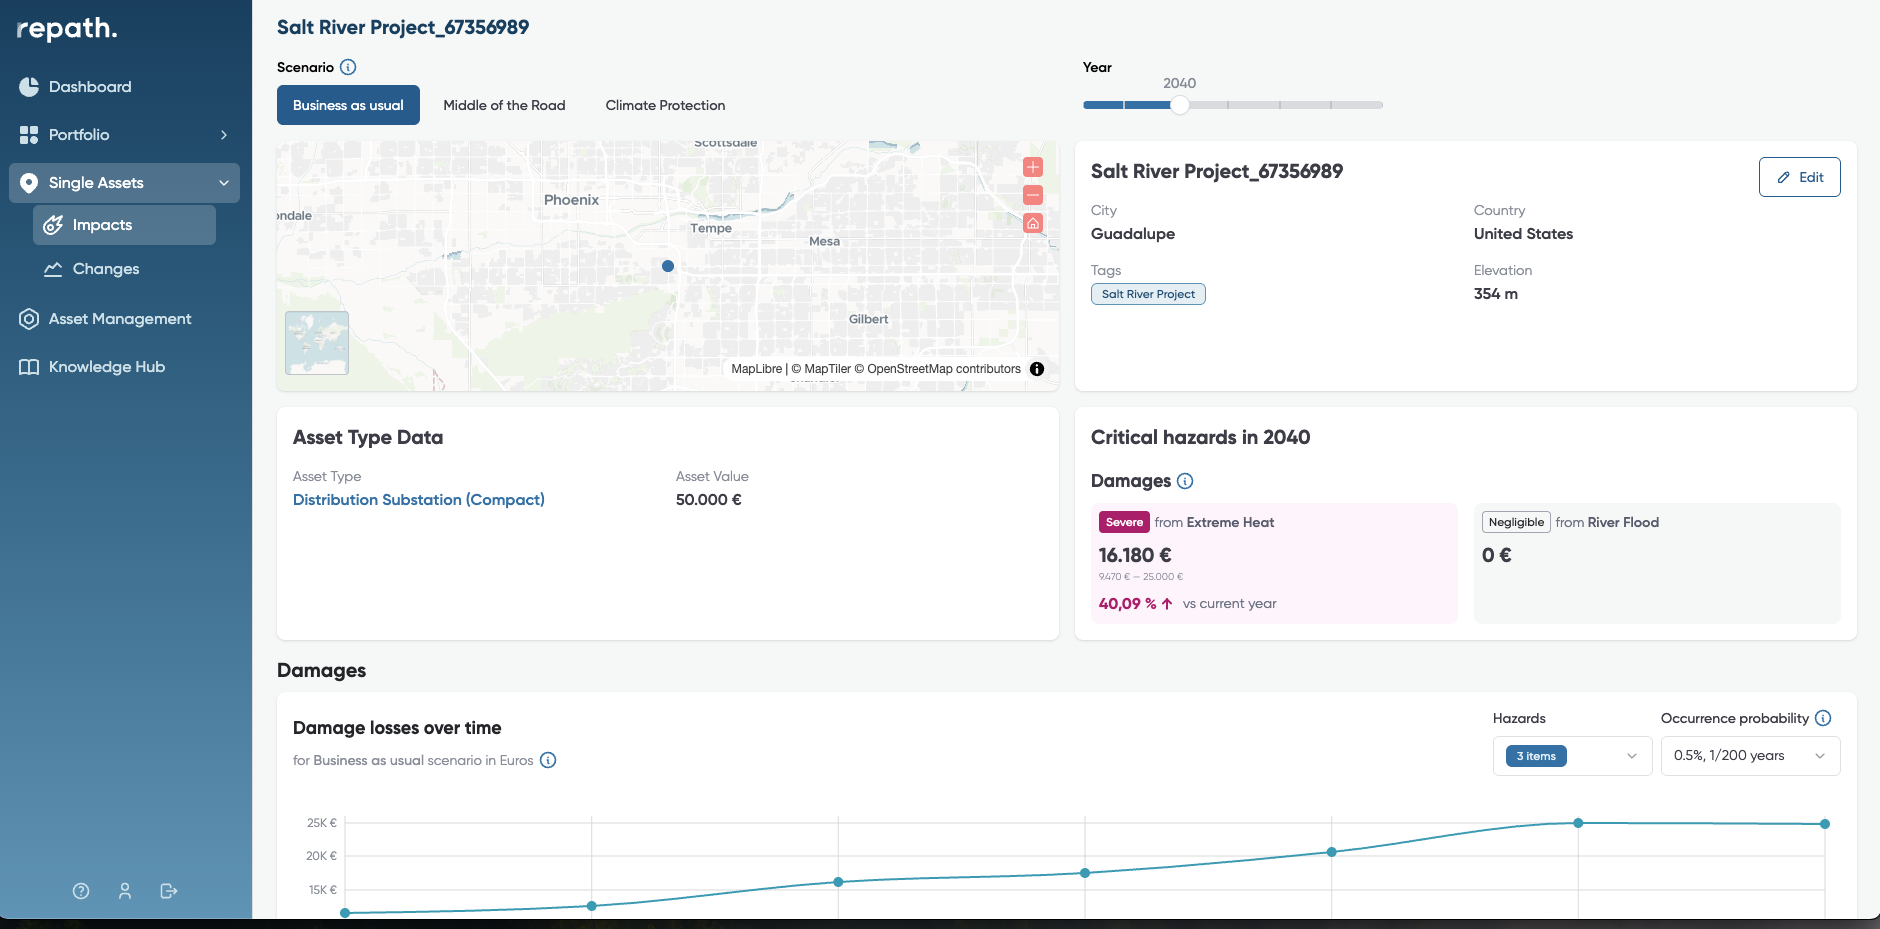 repath.
Dashboard
Portfolio
Single Assets
Impacts
Changes
Asset Management
Knowledge Hub
Salt River Project_67356989
Scenario
Business as usual
Middle of the Road
Climate Protection
Year
2040
Scottsdale
Phoenix
ondale
Tempe
Mesa
Gilbert
MapLibre | © MapTiler © OpenStreetMap contributors
Salt River Project_67356989
Edit
City
Guadalupe
Country
United States
Tags
Salt River Project
Elevation
354 m
Asset Type Data
Asset Type
Distribution Substation (Compact)
Asset Value
50.000 €
Critical hazards in 2040
Damages
Severe from Extreme Heat
16.180 €
9.470 € — 25.000 €
40,09 % ↑ vs current year
Negligible from River Flood
0 €
Damages
Damage losses over time
for Business as usual scenario in Euros
Hazards
3 items
Occurrence probability
0.5%, 1/200 years
25K €
20K €
15K €